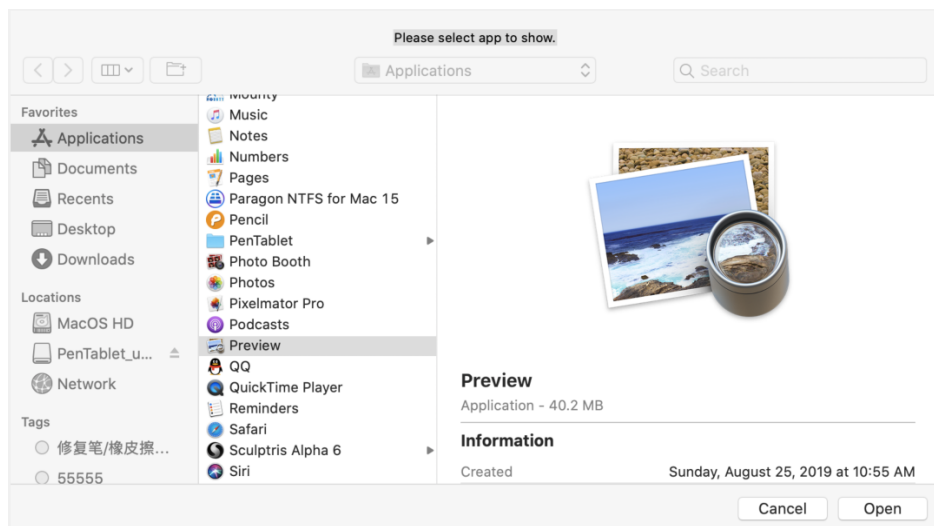 Please select app to show.
Applications
Search
Favorites
Applications
Documents
Recents
Desktop
Downloads
Locations
MacOS HD
PenTablet_u...
Network
Tags
修复笔/橡皮擦...
55555
Mounty
Music
Notes
Numbers
Pages
Paragon NTFS for Mac 15
Pencil
PenTablet
Photo Booth
Photos
Pixelmator Pro
Podcasts
Preview
QQ
QuickTime Player
Reminders
Safari
Sculptris Alpha 6
Siri
Preview
Application - 40.2 MB
Information
Created Sunday, August 25, 2019 at 10:55 AM
Cancel
Open